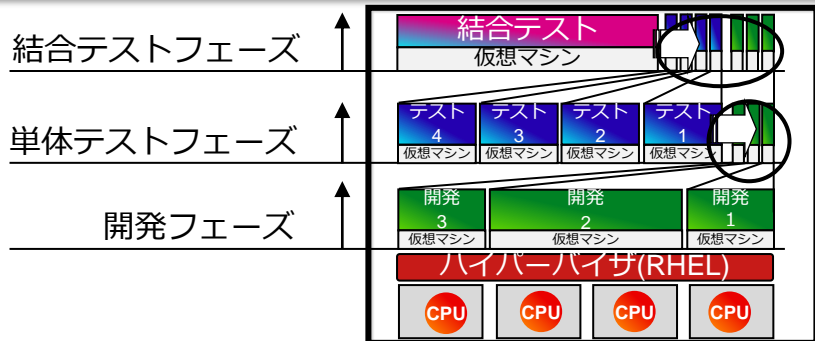 結合テストフェーズ
結合テスト
仮想マシン
単体テストフェーズ
テスト
4
仮想マシン
テスト
3
仮想マシン
テスト
2
仮想マシン
テスト
1
仮想マシン
開発フェーズ
開発
3
仮想マシン
開発
2
仮想マシン
開発
1
仮想マシン
ハイパーバイザ(RHEL)
CPU
CPU
CPU
CPU